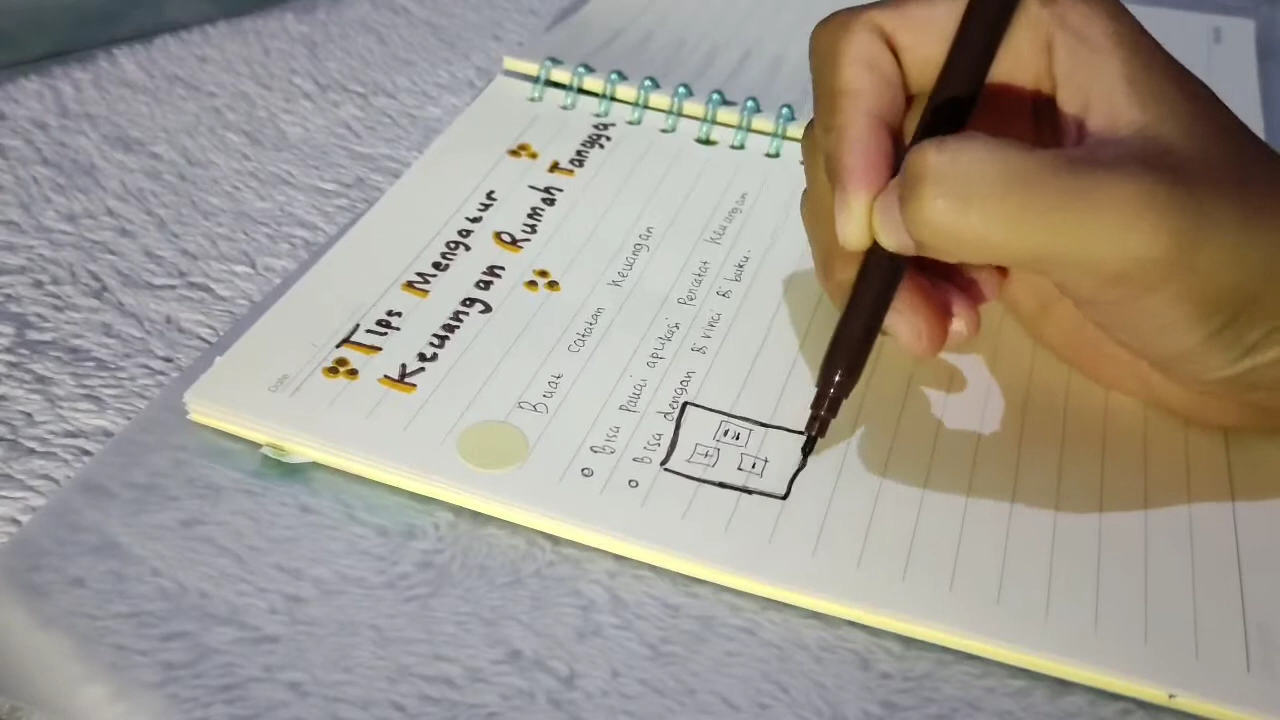 Date
Tips Mengatur
Keuangan Rumah Tangga
Buat catatan keuangan
Bisa pakai aplikasi Pencatat Keuangan
Bisa dengan di rinci di buku.
=
+
-